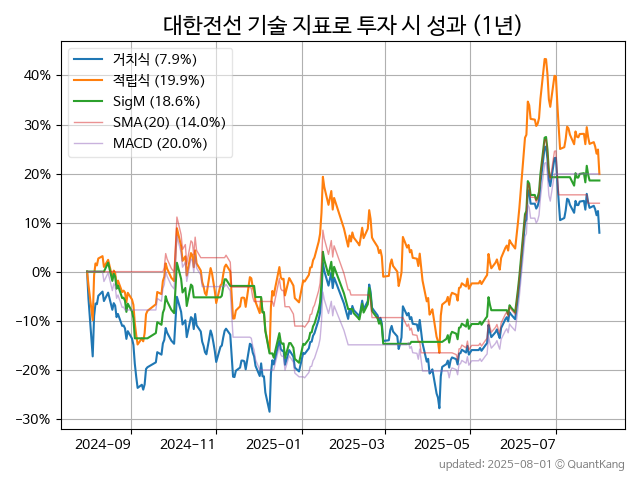 대한전선 기술 지표로 투자 시 성과 (1년)
거치식 (7.9%)
적립식 (19.9%)
SigM (18.6%)
SMA(20) (14.0%)
MACD (20.0%)
40%
30%
20%
10%
0%
−10%
−20%
−30%
2024-09
2024-11
2025-01
2025-03
2025-05
2025-07
updated: 2025-08-01 © QuantKang